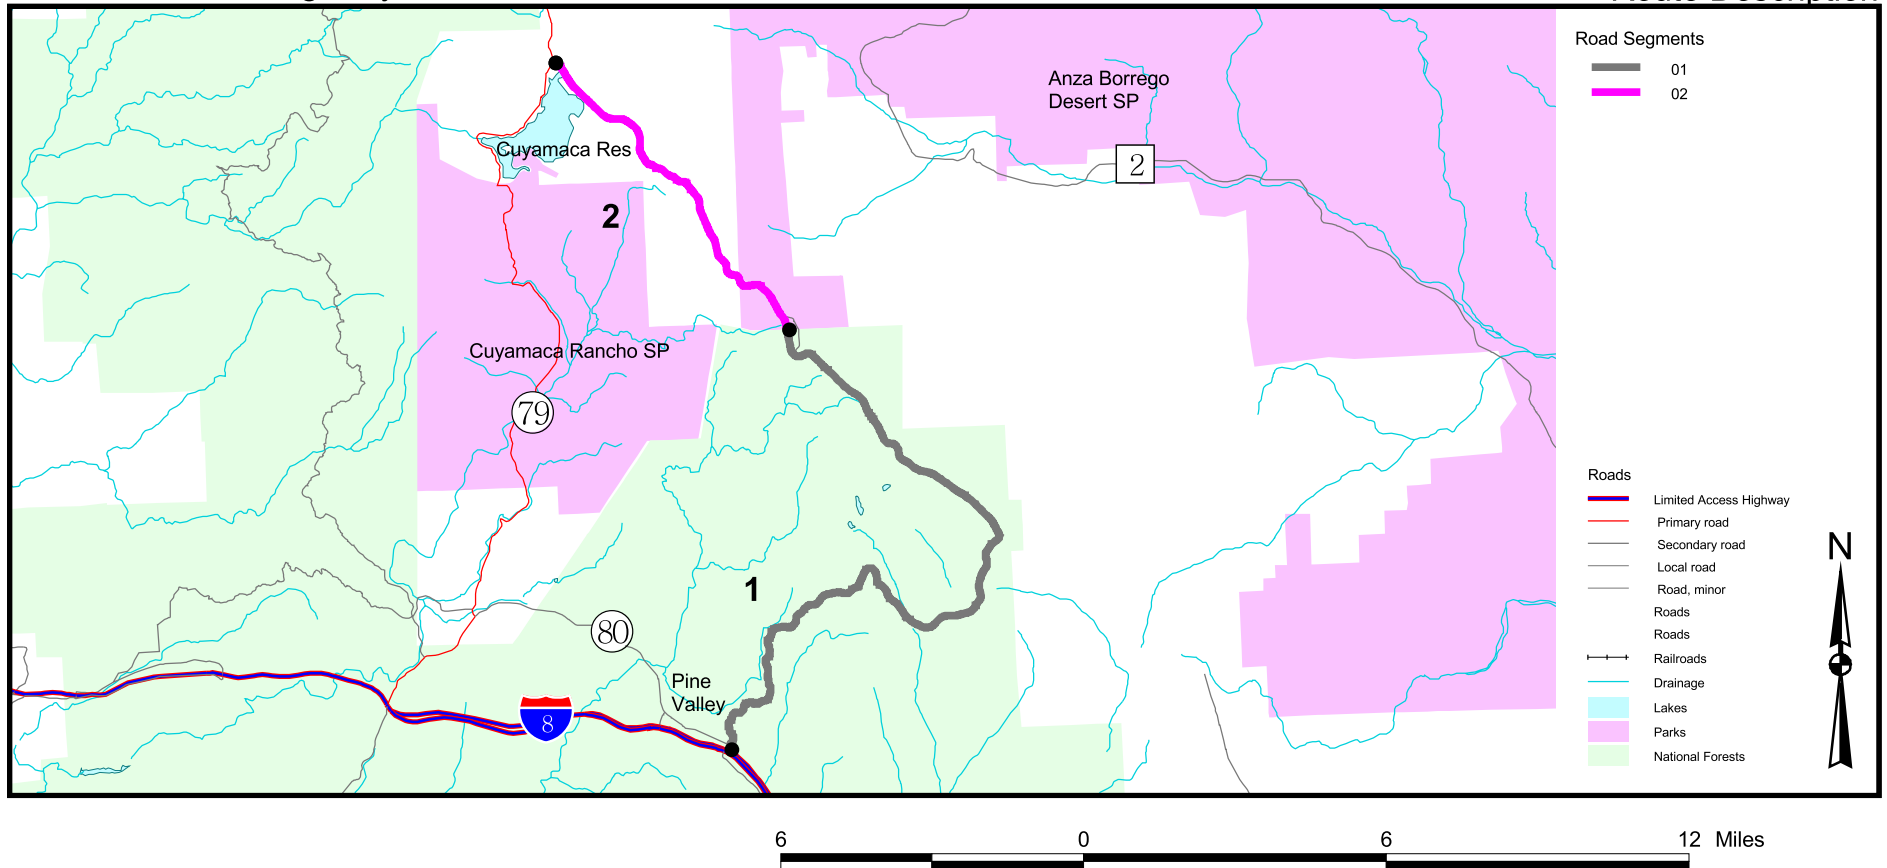 Route Description
Road Segments
01
02
Anza Borrego
Desert SP
2
Cuyamaca Res
2
Cuyamaca Rancho SP
79
1
80
Pine
Valley
8
Roads
Limited Access Highway
Primary road
Secondary road
Local road
Road, minor
Roads
Roads
Railroads
Drainage
Lakes
Parks
National Forests
N
6 0 6 12 Miles